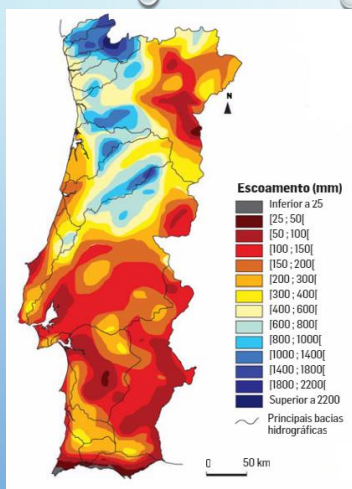 N
Escoamento (mm)
Inferior a 25
[25 ; 50[
[50 ; 100[
[100 ; 150[
[150 ; 200[
[200 ; 300[
[300 ; 400[
[400 ; 600[
[600 ; 800[
[800 ; 1000[
[1000 ; 1400[
[1400 ; 1800[
[1800 ; 2200[
Superior a 2200
Principais bacias
hidrográficas
0 50 km